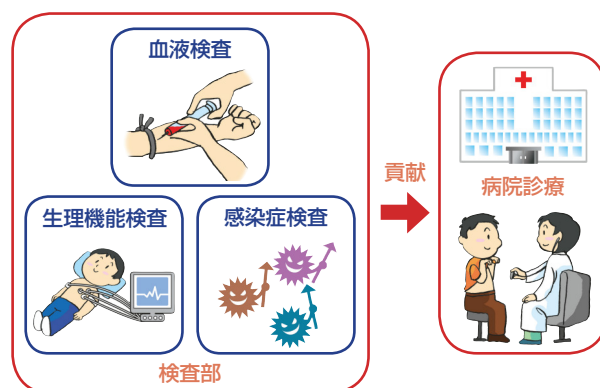 血液検査
生理機能検査
感染症検査
検査部
貢献
病院診療